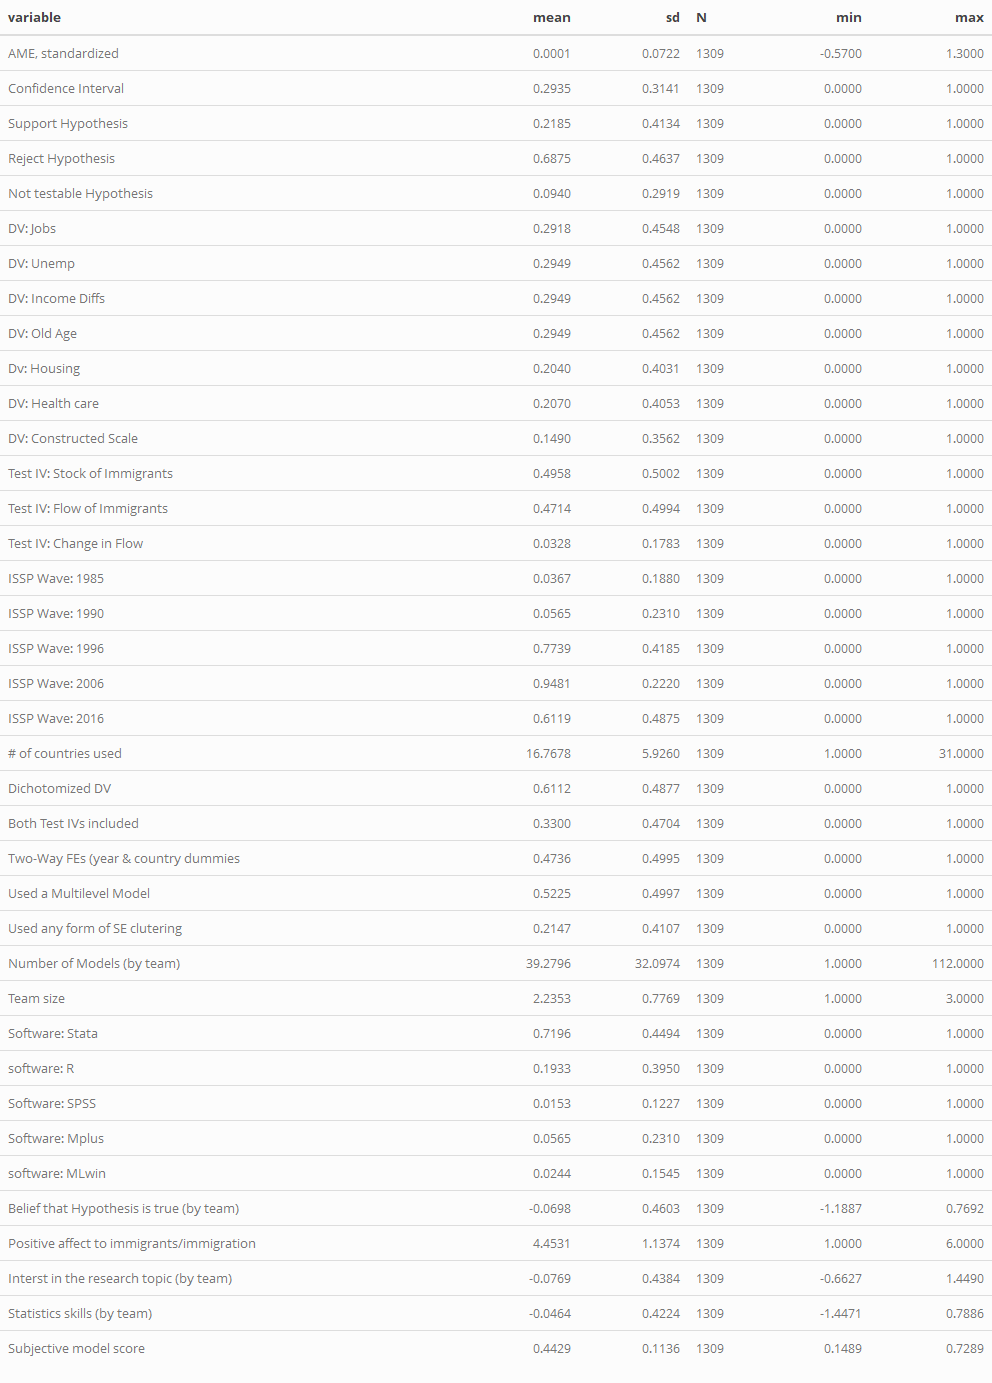 variable mean sd N min max
AME, standardized 0.0001 0.0722 1309 -0.5700 1.3000
Confidence Interval 0.2935 0.3141 1309 0.0000 1.0000
Support Hypothesis 0.2185 0.4134 1309 0.0000 1.0000
Reject Hypothesis 0.6875 0.4637 1309 0.0000 1.0000
Not testable Hypothesis 0.0940 0.2919 1309 0.0000 1.0000
DV: Jobs 0.2918 0.4548 1309 0.0000 1.0000
DV: Unemp 0.2949 0.4562 1309 0.0000 1.0000
DV: Income Diffs 0.2949 0.4562 1309 0.0000 1.0000
DV: Old Age 0.2949 0.4562 1309 0.0000 1.0000
Dv: Housing 0.2040 0.4031 1309 0.0000 1.0000
DV: Health care 0.2070 0.4053 1309 0.0000 1.0000
DV: Constructed Scale 0.1490 0.3562 1309 0.0000 1.0000
Test IV: Stock of Immigrants 0.4958 0.5002 1309 0.0000 1.0000
Test IV: Flow of Immigrants 0.4714 0.4994 1309 0.0000 1.0000
Test IV: Change in Flow 0.0328 0.1783 1309 0.0000 1.0000
ISSP Wave: 1985 0.0367 0.1880 1309 0.0000 1.0000
ISSP Wave: 1990 0.0565 0.2310 1309 0.0000 1.0000
ISSP Wave: 1996 0.7739 0.4185 1309 0.0000 1.0000
ISSP Wave: 2006 0.9481 0.2220 1309 0.0000 1.0000
ISSP Wave: 2016 0.6119 0.4875 1309 0.0000 1.0000
# of countries used 16.7678 5.9260 1309 1.0000 31.0000
Dichotomized DV 0.6112 0.4877 1309 0.0000 1.0000
Both Test IVs included 0.3300 0.4704 1309 0.0000 1.0000
Two-Way FEs (year & country dummies 0.4736 0.4995 1309 0.0000 1.0000
Used a Multilevel Model 0.5225 0.4997 1309 0.0000 1.0000
Used any form of SE clutering 0.2147 0.4107 1309 0.0000 1.0000
Number of Models (by team) 39.2796 32.0974 1309 1.0000 112.0000
Team size 2.2353 0.7769 1309 1.0000 3.0000
Software: Stata 0.7196 0.4494 1309 0.0000 1.0000
software: R 0.1933 0.3950 1309 0.0000 1.0000
Software: SPSS 0.0153 0.1227 1309 0.0000 1.0000
Software: Mplus 0.0565 0.2310 1309 0.0000 1.0000
software: MLwin 0.0244 0.1545 1309 0.0000 1.0000
Belief that Hypothesis is true (by team) -0.0698 0.4603 1309 -1.1887 0.7692
Positive affect to immigrants/immigration 4.4531 1.1374 1309 1.0000 6.0000
Interst in the research topic (by team) -0.0769 0.4384 1309 -0.6627 1.4490
Statistics skills (by team) -0.0464 0.4224 1309 -1.4471 0.7886
Subjective model score 0.4429 0.1136 1309 0.1489 0.7289